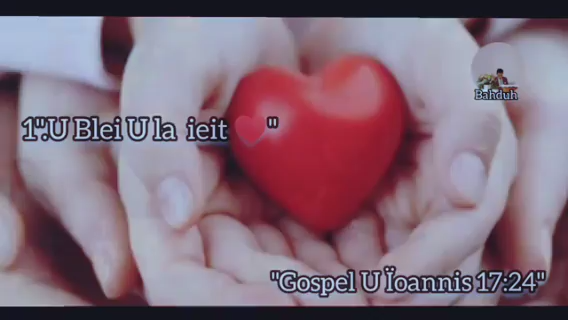 Bahduh
1".U Blei U la ieit ❤"
"Gospel U Ïoannis 17:24"